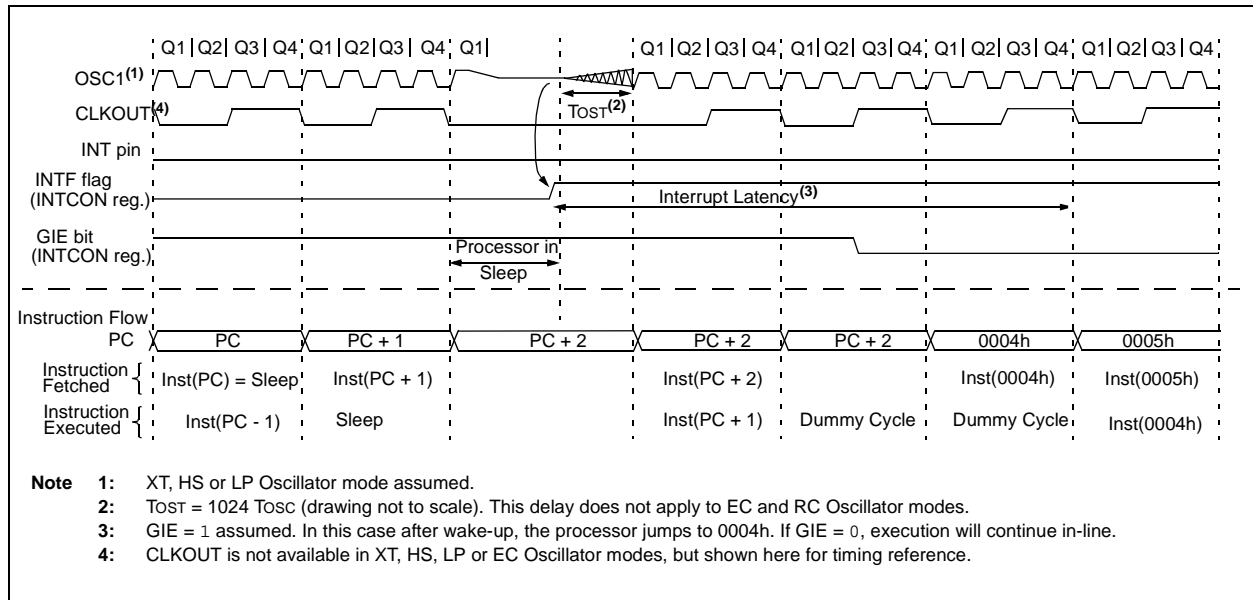 Q1 Q2 Q3 Q4 Q1 Q2 Q3 Q4 Q1 Q1 Q2 Q3 Q4 Q1 Q2 Q3 Q4 Q1 Q2 Q3 Q4 Q1 Q2 Q3 Q4
OSC1(1)
TOST(2)
CLKOUT(4)
INT pin
INTF flag
(INTCON reg.)
Interrupt Latency(3)
GIE bit
(INTCON reg.)
Processor in
Sleep
Instruction Flow
PC PC PC + 1 PC + 2 PC + 2 PC + 2 0004h 0005h
Instruction
Fetched { Inst(PC) = Sleep Inst(PC + 1) Inst(PC + 2) Inst(0004h) Inst(0005h)
Instruction
Executed { Inst(PC - 1) Sleep Inst(PC + 1) Dummy Cycle Dummy Cycle Inst(0004h)
Note 1: XT, HS or LP Oscillator mode assumed.
2: TOST = 1024 TOSC (drawing not to scale). This delay does not apply to EC and RC Oscillator modes.
3: GIE = 1 assumed. In this case after wake-up, the processor jumps to 0004h. If GIE = 0, execution will continue in-line.
4: CLKOUT is not available in XT, HS, LP or EC Oscillator modes, but shown here for timing reference.